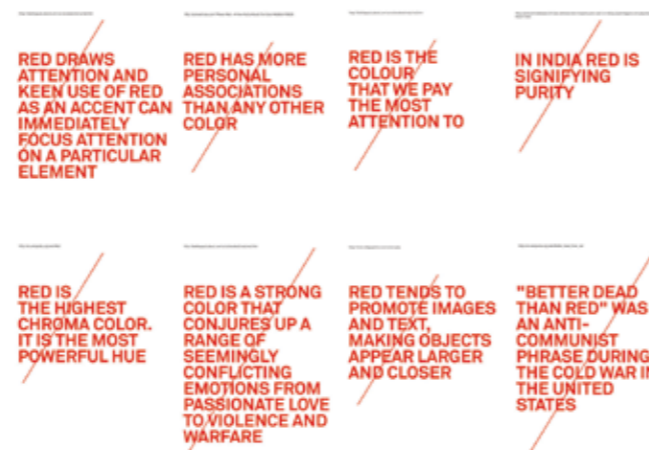 RED DRAWS
ATTENTION AND
KEEN USE OF RED
AS AN ACCENT CAN
IMMEDIATELY
FOCUS ATTENTION
ON A PARTICULAR
ELEMENT
RED HAS MORE
PERSONAL
ASSOCIATIONS
THAN ANY OTHER
COLOR
RED IS THE
COLOUR
THAT WE PAY
THE MOST
ATTENTION TO
IN INDIA RED IS
SIGNIFYING
PURITY
RED IS
THE HIGHEST
CHROMA COLOR.
IT IS THE MOST
POWERFUL HUE
RED IS A STRONG
COLOR THAT
CONJURES UP A
RANGE OF
SEEMINGLY
CONFLICTING
EMOTIONS FROM
PASSIONATE LOVE
TO VIOLENCE AND
WARFARE
RED TENDS TO
PROMOTE IMAGES
AND TEXT,
MAKING OBJECTS
APPEAR LARGER
AND CLOSER
"BETTER DEAD
THAN RED" WAS
AN ANTI-
COMMUNIST
PHRASE DURING
THE COLD WAR IN
THE UNITED
STATES